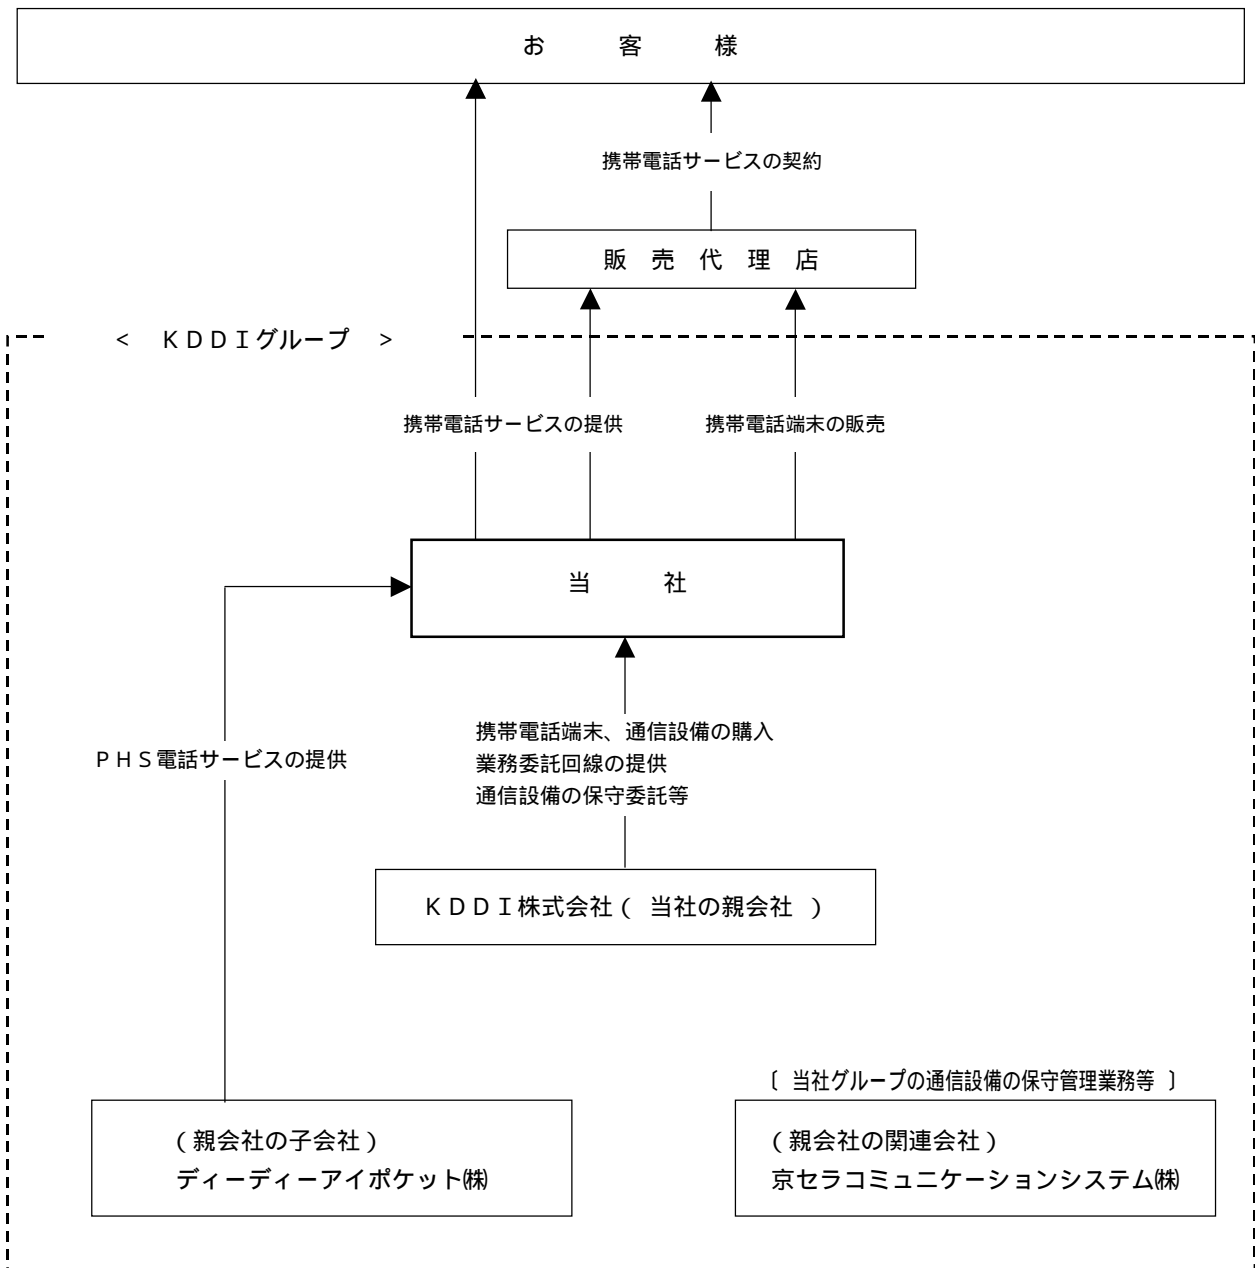 お　客　様
携帯電話サービスの契約
販 売 代 理 店
< ＫＤＤＩグループ >
携帯電話サービスの提供
携帯電話端末の販売
当　社
携帯電話端末、通信設備の購入
業務委託回線の提供
通信設備の保守委託等
ＰＨＳ電話サービスの提供
ＫＤＤＩ株式会社（ 当社の親会社 ）
〔 当社グループの通信設備の保守管理業務等 〕
（親会社の子会社）
ディーディーアイポケット㈱
（親会社の関連会社）
京セラコミュニケーションシステム㈱